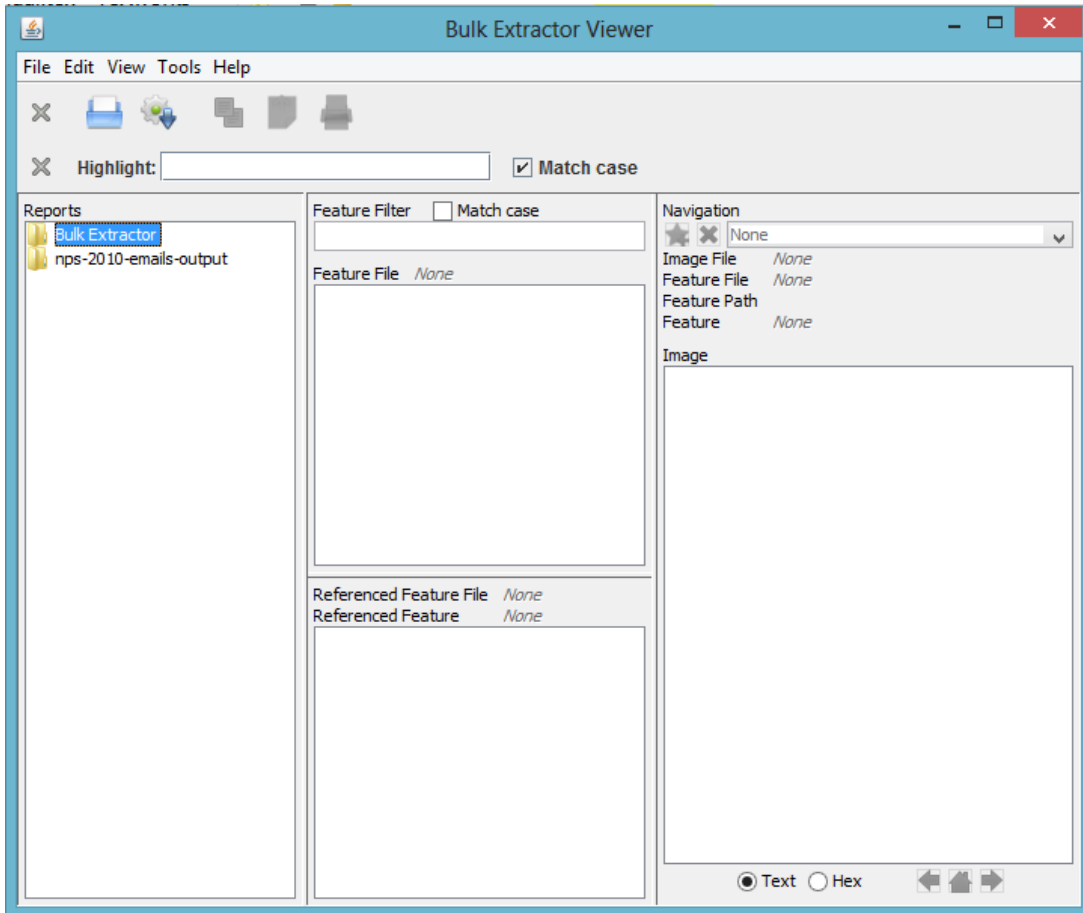 Bulk Extractor Viewer
File Edit View Tools Help
Highlight: Match case
Reports
Bulk Extractor
nps-2010-emails-output
Feature Filter Match case
Feature File None
Referenced Feature File None
Referenced Feature None
Navigation
None
Image File None
Feature File None
Feature Path
Feature None
Image
Text Hex